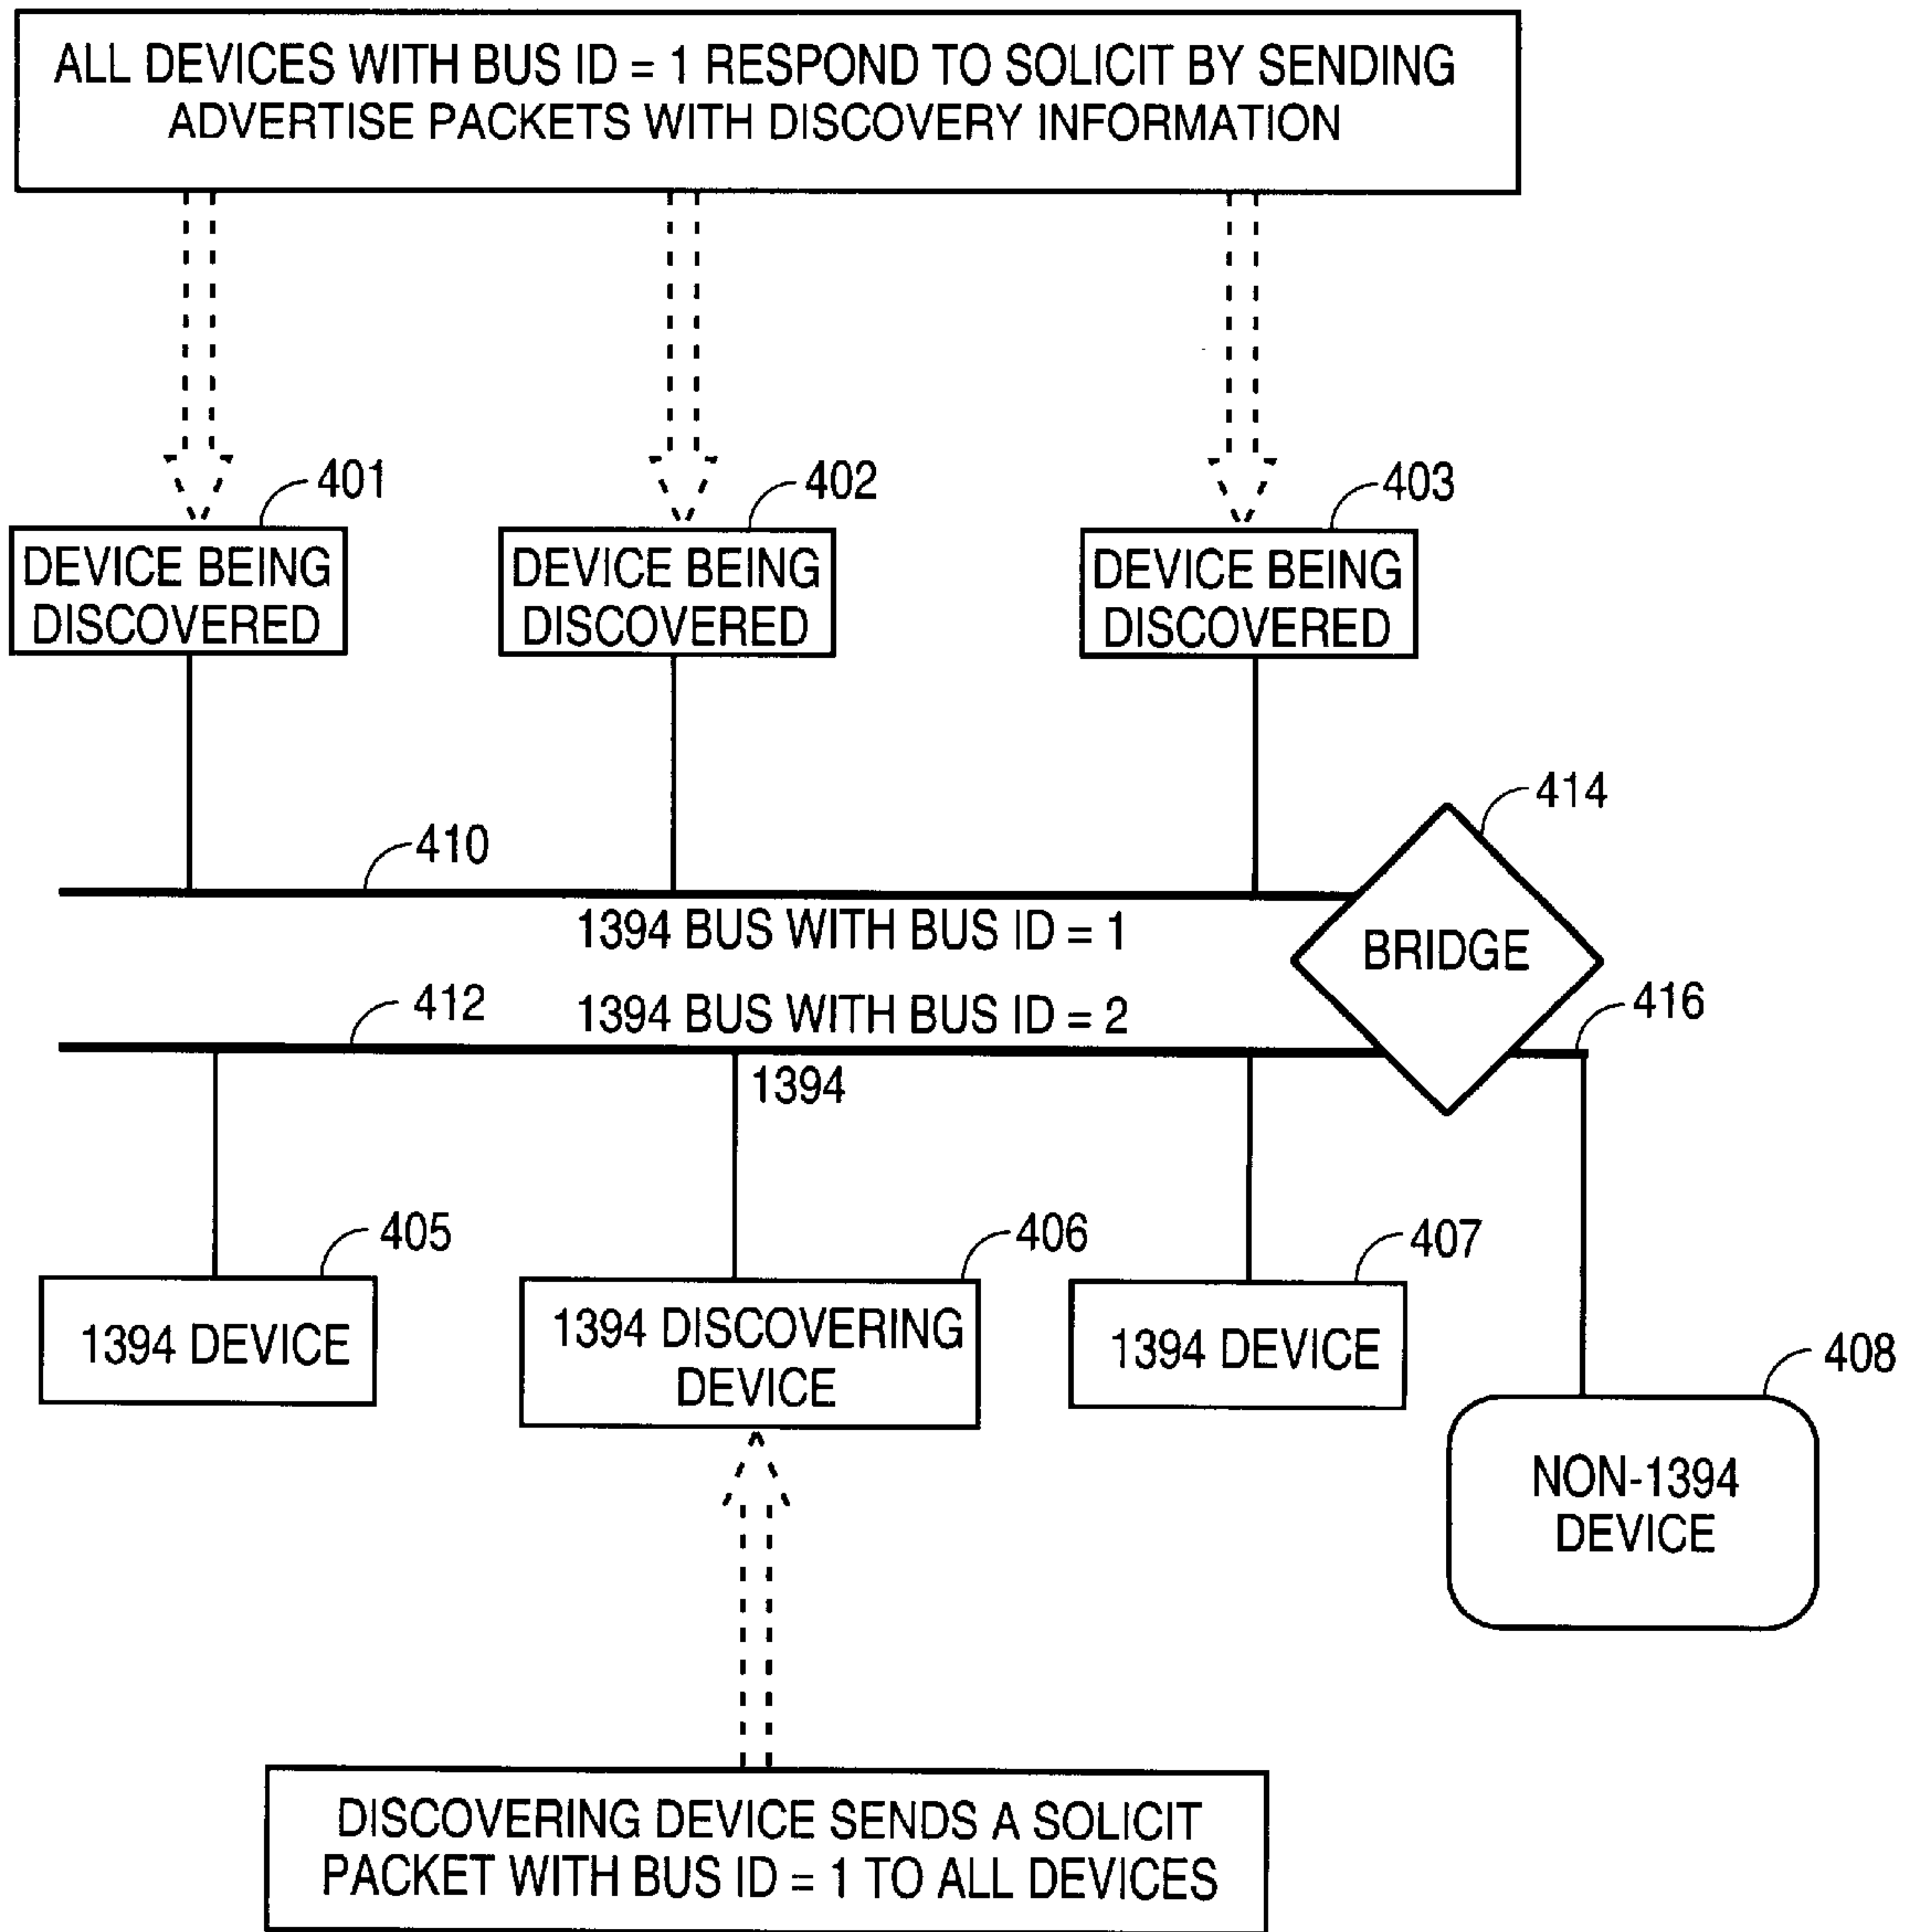 ALL DEVICES WITH BUS ID = 1 RESPOND TO SOLICIT BY SENDING
ADVERTISE PACKETS WITH DISCOVERY INFORMATION
401
402
403
DEVICE BEING
DISCOVERED
DEVICE BEING
DISCOVERED
DEVICE BEING
DISCOVERED
414
410
1394 BUS WITH BUS ID = 1
BRIDGE
412
1394 BUS WITH BUS ID = 2
416
1394
405
406
407
1394 DEVICE
1394 DISCOVERING
DEVICE
1394 DEVICE
408
NON-1394
DEVICE
DISCOVERING DEVICE SENDS A SOLICIT
PACKET WITH BUS ID = 1 TO ALL DEVICES